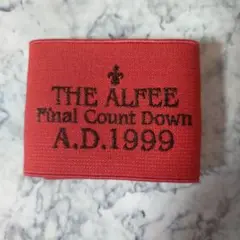 THE ALFEE
Final Count Down
A.D.1999